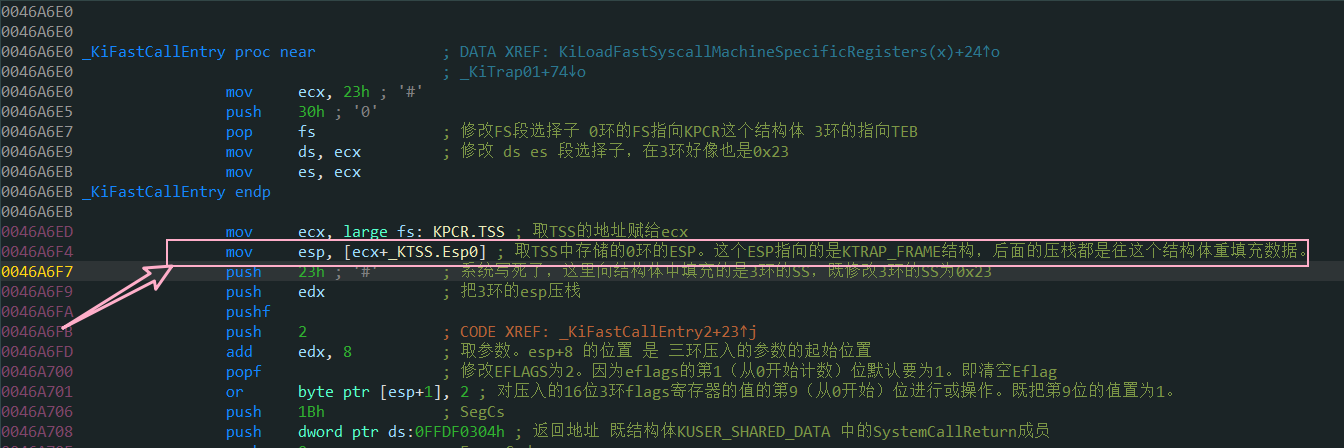 0046A6E0
0046A6E0
0046A6E0 _KiFastCallEntry proc near ; DATA XREF: KiLoadFastSyscallMachineSpecificRegisters(x)+24↑o
0046A6E0 ; _KiTrap01+74↓o
0046A6E0 mov ecx, 23h ; '#'
0046A6E5 push 30h ; '0'
0046A6E7 pop fs ; 修改FS段选择子 0环的FS指向KPCR这个结构体 3环的指向TEB
0046A6E9 mov ds, ecx ; 修改 ds es 段选择子，在3环好像也是0x23
0046A6EB mov es, ecx
0046A6EB _KiFastCallEntry endp
0046A6EB
0046A6ED mov ecx, large fs: KPCR.TSS ; 取TSS的地址赋给ecx
0046A6F4 mov esp, [ecx+_KTSS.Esp0] ; 取TSS中存储的0环的ESP。这个ESP指向的是KTRAP_FRAME结构，后面的压栈都是往这个结构体重填充数据。
0046A6F7 push 23h ; '#' ; 系统写死了，这里向结构体中填充的是3环的SS，既修改3环的SS为0x23
0046A6F9 push edx ; 把3环的esp压栈
0046A6FA pushf
0046A6FB push 2 ; CODE XREF: _KiFastCallEntry2+23↑j
0046A6FD add edx, 8 ; 取参数。esp+8 的位置 是 三环压入的参数的起始位置
0046A700 popf ; 修改EFLAGS为2。因为eflags的第1（从0开始计数）位默认要为1。即清空Eflag
0046A701 or byte ptr [esp+1], 2 ; 对压入的16位3环flags寄存器的值的第9（从0开始）位进行或操作。既把第9位的值置为1。
0046A706 push 1Bh ; SegCs
0046A708 push dword ptr ds:0FFDF0304h ; 返回地址 既结构体KUSER_SHARED_DATA 中的SystemCallReturn成员